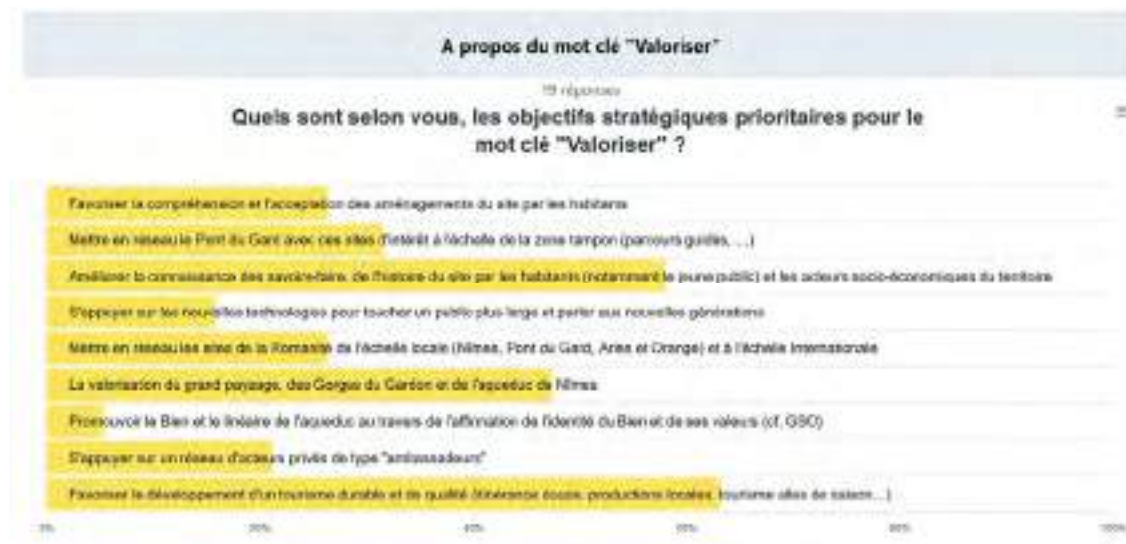 A propos du mot clé "Valoriser"
19 réponses
Quels sont selon vous, les objectifs stratégiques prioritaires pour le
mot clé "Valoriser" ?
Favoriser la compréhension et l'acceptation des aménagements du site par les habitants
Mettre en réseau le Pont du Gard avec ces sites d'intérêt à l'échelle de la zone tampon (parcours guidés, ...)
Améliorer la connaissance des savoir-faire, de l'histoire du site par les habitants (notamment le jeune public) et les acteurs socio-économiques du territoire
S'appuyer sur les nouvelles technologies pour toucher un public plus large et parler aux nouvelles générations
Mettre en réseau les sites de la Romanité de l'échelle locale (Nîmes, Pont du Gard, Arles et Orange) et à l'échelle Internationale
La valorisation du grand paysage, des Gorges du Gardon et de l'aqueduc de Nîmes
Promouvoir le Bien et le linéaire de l'aqueduc au travers de l'affirmation de l'identité du Bien et de ses valeurs (cf. GSO)
S'appuyer sur un réseau d'acteurs privés de type "ambassadeurs"
Favoriser le développement d'un tourisme durable et de qualité (itinérance douce, productions locales, tourisme ailes de saison...)
0% 20% 40% 60% 80% 100%